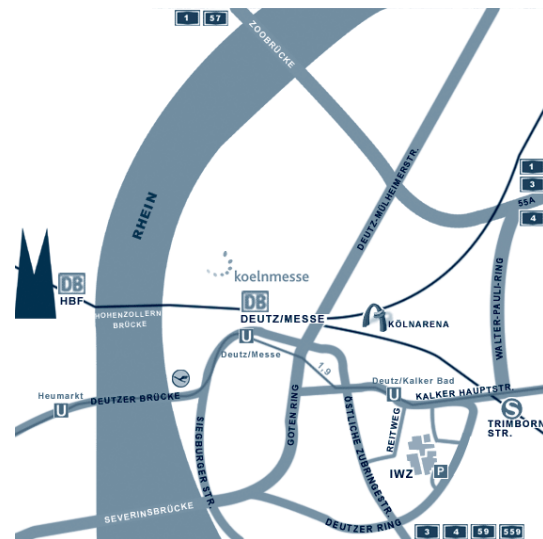 1 57
ZOOBRÜCKE
DEUTZ-MÜLHEIMERSTR.
1
3
55A
4
RHEIN
koelnmesse
DB
HBF
HOHENZOLLERN
BRÜCKE
DB
DEUTZ/MESSE
KÖLNARENA
WALTER-PAULI-RING
U
Deutz/Messe
1,9
Heumarkt
U
DEUTZER BRÜCKE
Deutz/Kalker Bad
U
KALKER HAUPTSTR.
S
TRIMBORN
STR.
SIEGBURGER STR.
GOTEN RING
ÖSTLICHE ZUBRINGESTR.
REITWEG
IWZ
P
SEVERINSBRÜCKE
DEUTZER RING
3 4 59 559